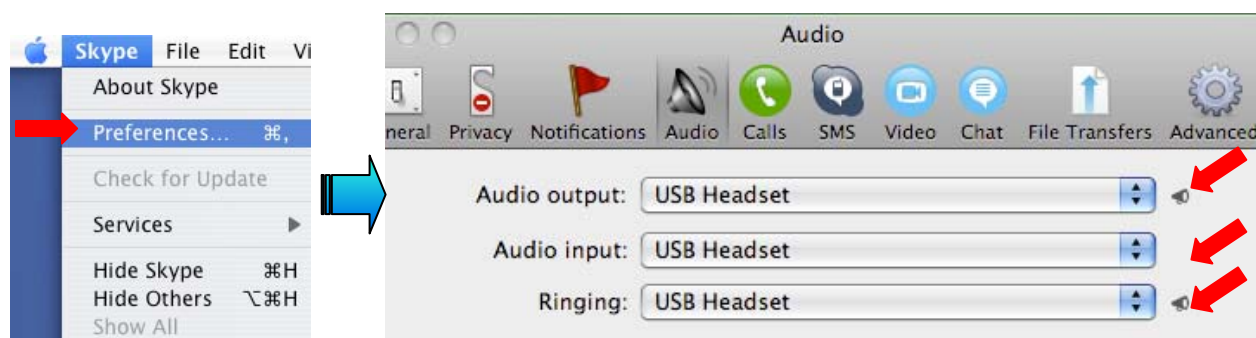 Skype File Edit Vi
About Skype
Preferences... ⌘,
Check for Update
Services
Hide Skype ⌘H
Hide Others ⌥⌘H
Show All
Audio
neral Privacy Notifications Audio Calls SMS Video Chat File Transfers Advanced
Audio output: USB Headset
Audio input: USB Headset
Ringing: USB Headset